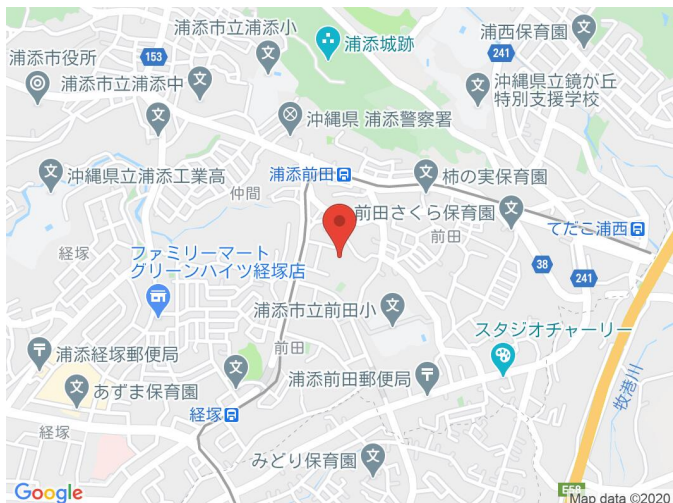 浦添市立浦添小
浦添城跡
浦西保育園
153
241
浦添市役所
浦添市立浦添中
沖縄県立鏡が丘
特別支援学校
沖縄県 浦添警察署
沖縄県立浦添工業高
浦添前田
柿の実保育園
仲間
前田さくら保育園
前田
てだこ浦西
経塚
ファミリーマート
グリーンハイツ経塚店
38
241
浦添市立前田小
スタジオチャーリー
前田
浦添経塚郵便局
浦添前田郵便局
あずま保育園
牧港川
経塚
経塚
みどり保育園
Google
E58
Map data ©2020